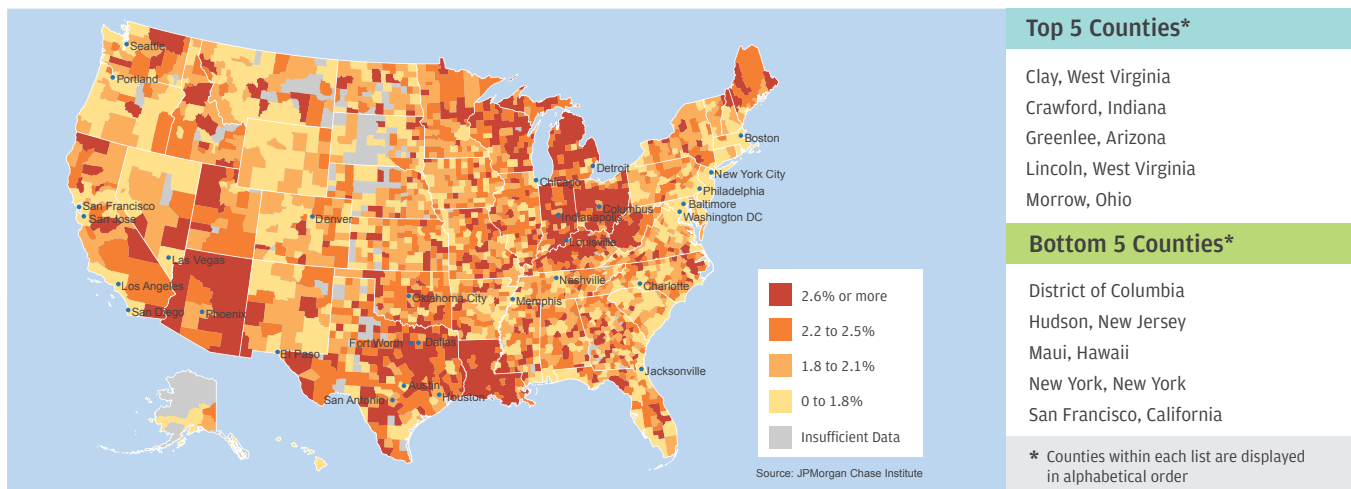 Seattle
Portland
San Francisco
San Jose
Las Vegas
Los Angeles
San Diego
Phoenix
El Paso
Denver
Oklahoma City
Fort Worth
Dallas
Austin
San Antonio
Houston
Memphis
Nashville
Charlotte
Jacksonville
Louisville
Indianapolis
Columbus
Chicago
Detroit
Boston
New York City
Philadelphia
Baltimore
Washington DC
2.6% or more
2.2 to 2.5%
1.8 to 2.1%
0 to 1.8%
Insufficient Data
Source: JPMorgan Chase Institute
Top 5 Counties*
Clay, West Virginia
Crawford, Indiana
Greenlee, Arizona
Lincoln, West Virginia
Morrow, Ohio
Bottom 5 Counties*
District of Columbia
Hudson, New Jersey
Maui, Hawaii
New York, New York
San Francisco, California
* Counties within each list are displayed
in alphabetical order